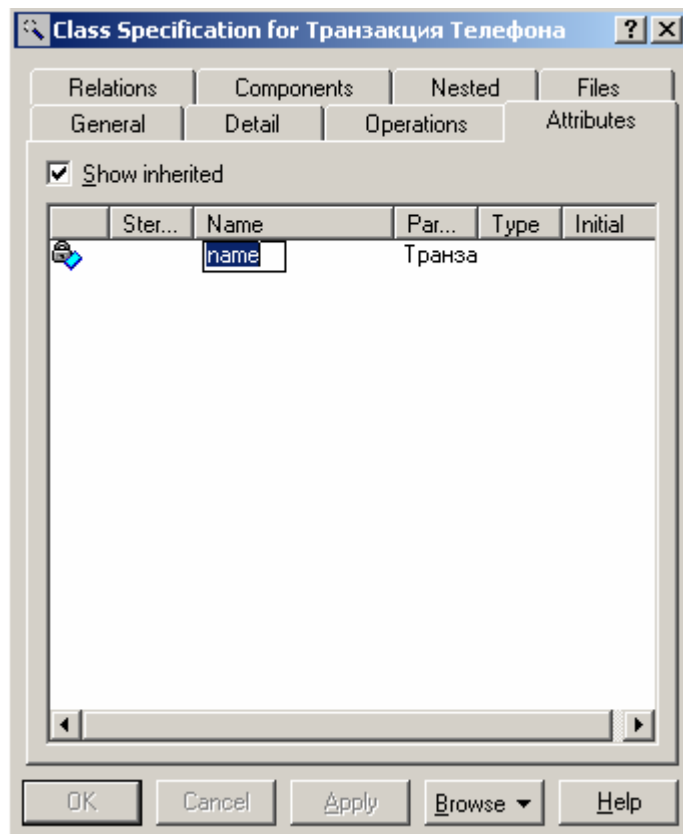 Class Specification for Транзакция Телефона
Relations Components Nested Files
General Detail Operations Attributes
Show inherited
Ster... Name Par... Type Initial
name Транза
OK Cancel Apply Browse Help